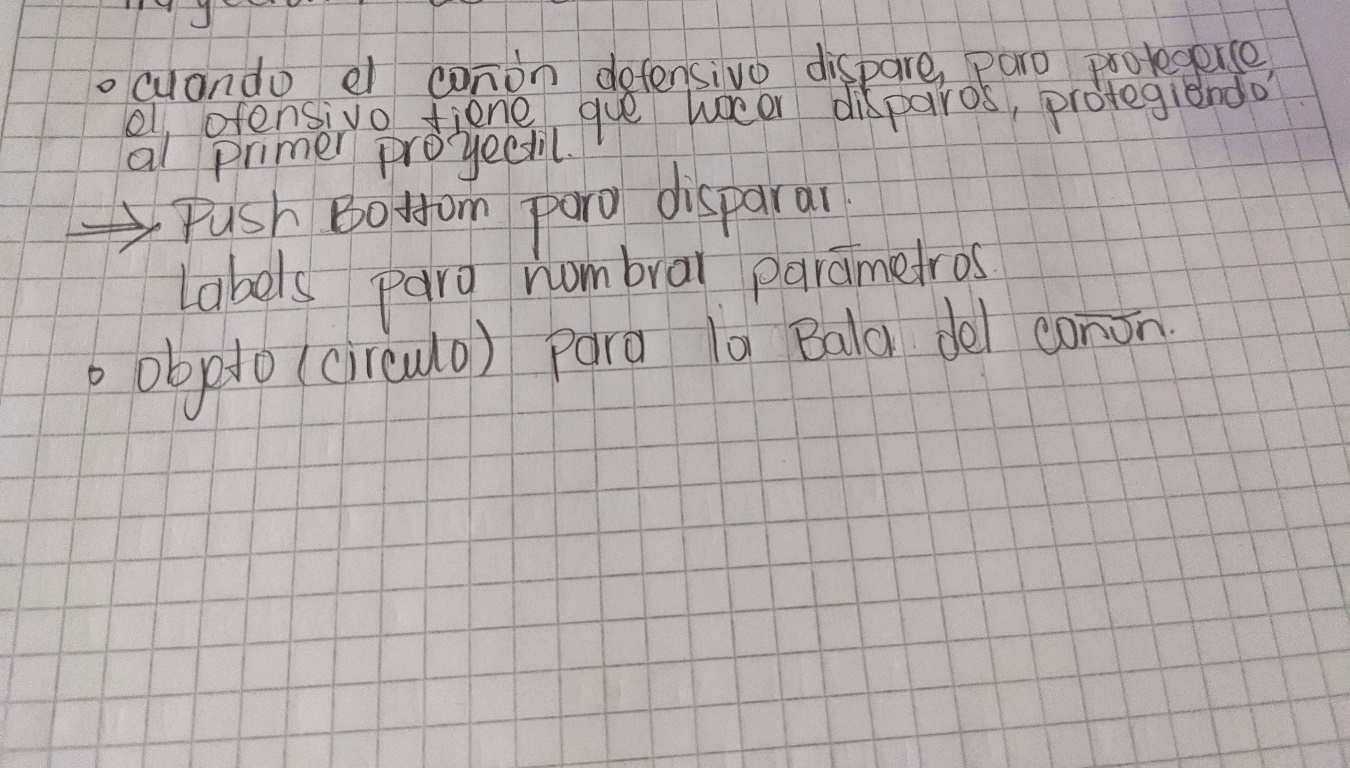 ◦ cuando el cañón defensivo dispare, para protegerse,
el, ofensivo tiene que hacer disparos, protegiendo
al primer proyectil.
→ Push Bottom para disparar.
Labels para nombrar parámetros.
◦ objeto (circulo) para la Bala del cañón.